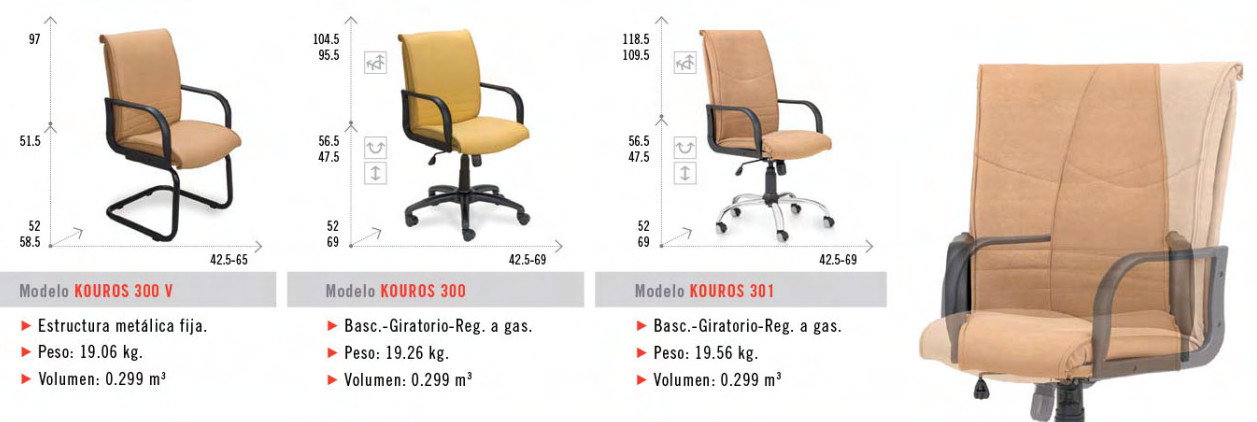 97
51.5
52
58.5
42.5-65
Modelo KOUROS 300 V
► Estructura metálica fija.
► Peso: 19.06 kg.
► Volumen: 0.299 m³
104.5
95.5
56.5
47.5
52
69
42.5-69
Modelo KOUROS 300
► Basc.-Giratorio-Reg. a gas.
► Peso: 19.26 kg.
► Volumen: 0.299 m³
118.5
109.5
56.5
47.5
52
69
42.5-69
Modelo KOUROS 301
► Basc.-Giratorio-Reg. a gas.
► Peso: 19.56 kg.
► Volumen: 0.299 m³